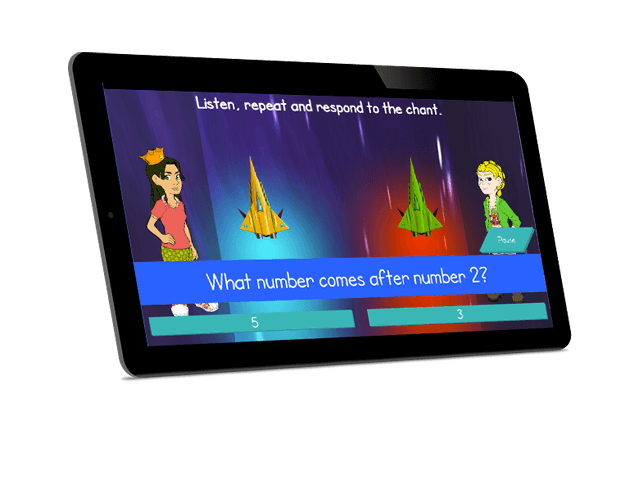 Listen, repeat and respond to the chant.
Pause
What number comes after number 2?
5
3